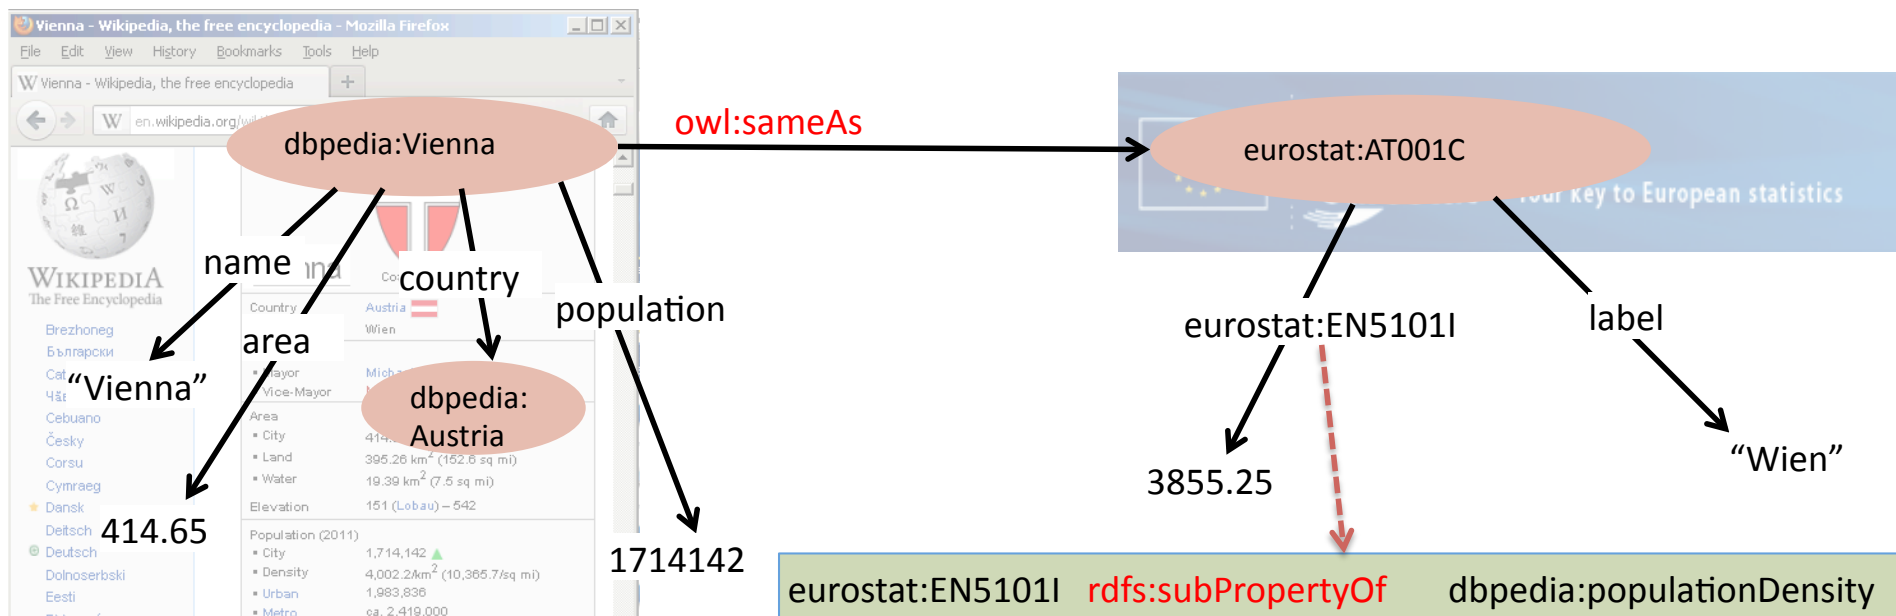 Vienna - Wikipedia, the free encyclopedia - Mozilla Firefox
File Edit View History Bookmarks Tools Help
Vienna - Wikipedia, the free encyclopedia
en.wikipedia.org
dbpedia:Vienna
owl:sameAs
eurostat:AT001C
Your key to European statistics
WIKIPEDIA
The Free Encyclopedia
name
country
population
area
eurostat:EN5101I
label
Country Austria
Wien
Brezhoneg
Български
“Vienna”
Mayor
Vice-Mayor
dbpedia:
Austria
Cebuano
Česky
Corsu
Cymraeg
Dansk
Deitsch
Deutsch
Dolnoserbski
Eesti
Area
City
Land 395.26 km² (152.6 sq mi)
Water 19.39 km² (7.5 sq mi)
Elevation 151 (Lobau) – 542
414.65
Population (2011)
City 1,714,142
Density 4,002.2/km² (10,365.7/sq mi)
Urban 1,983,836
Metro ca. 2,419,000
1714142
3855.25
“Wien”
eurostat:EN5101I rdfs:subPropertyOf dbpedia:populationDensity